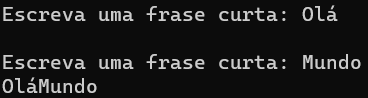 Escreva uma frase curta: Olá
Escreva uma frase curta: Mundo
OláMundo